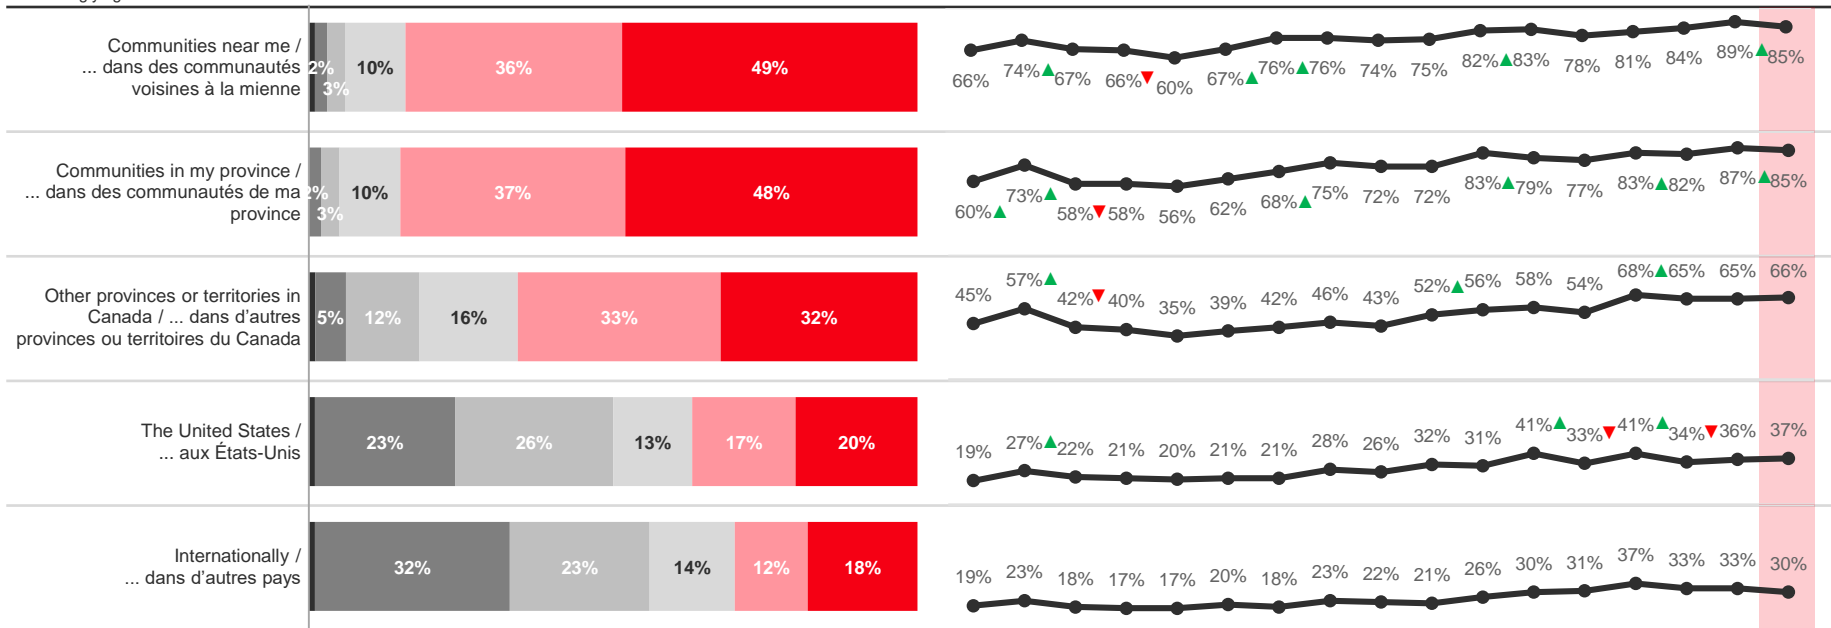 Communities near me /
... dans des communautés
voisines à la mienne
2%
3%
10%
36%
49%
66% 74% 67% 66% 60% 67% 76% 76% 74% 75% 82% 83% 78% 81% 84% 89% 85%
Communities in my province /
... dans des communautés de ma
province
2%
3%
10%
37%
48%
60% 73% 58% 58% 56% 62% 68% 75% 72% 72% 83% 79% 77% 83% 82% 87% 85%
Other provinces or territories in
Canada / ... dans d'autres
provinces ou territoires du Canada
5% 12% 16% 33% 32%
45% 57% 42% 40% 35% 39% 42% 46% 43% 52% 56% 58% 54% 68% 65% 65% 66%
The United States /
... aux États-Unis
23% 26% 13% 17% 20%
19% 27% 22% 21% 20% 21% 21% 28% 26% 32% 31% 41% 33% 41% 34% 36% 37%
Internationally /
... dans d'autres pays
32% 23% 14% 12% 18%
19% 23% 18% 17% 17% 20% 18% 23% 22% 21% 26% 30% 31% 37% 33% 33% 30%